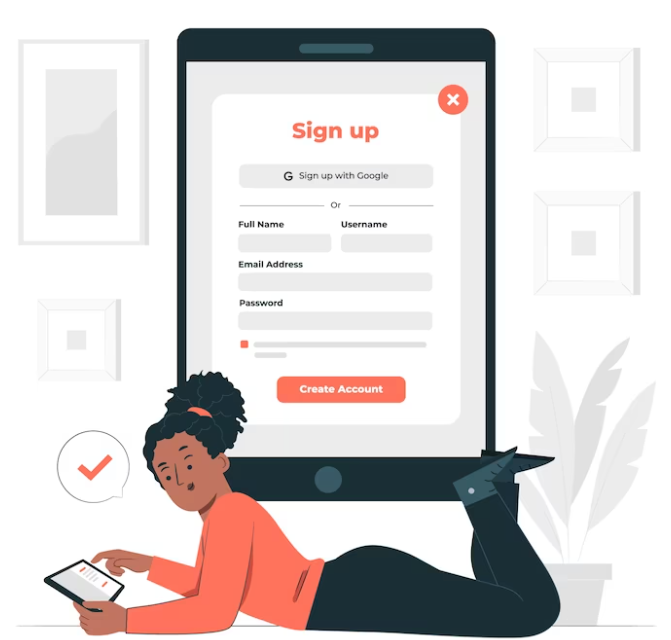 Sign up
G Sign up with Google
Or
Full Name Username
Email Address
Password
Create Account